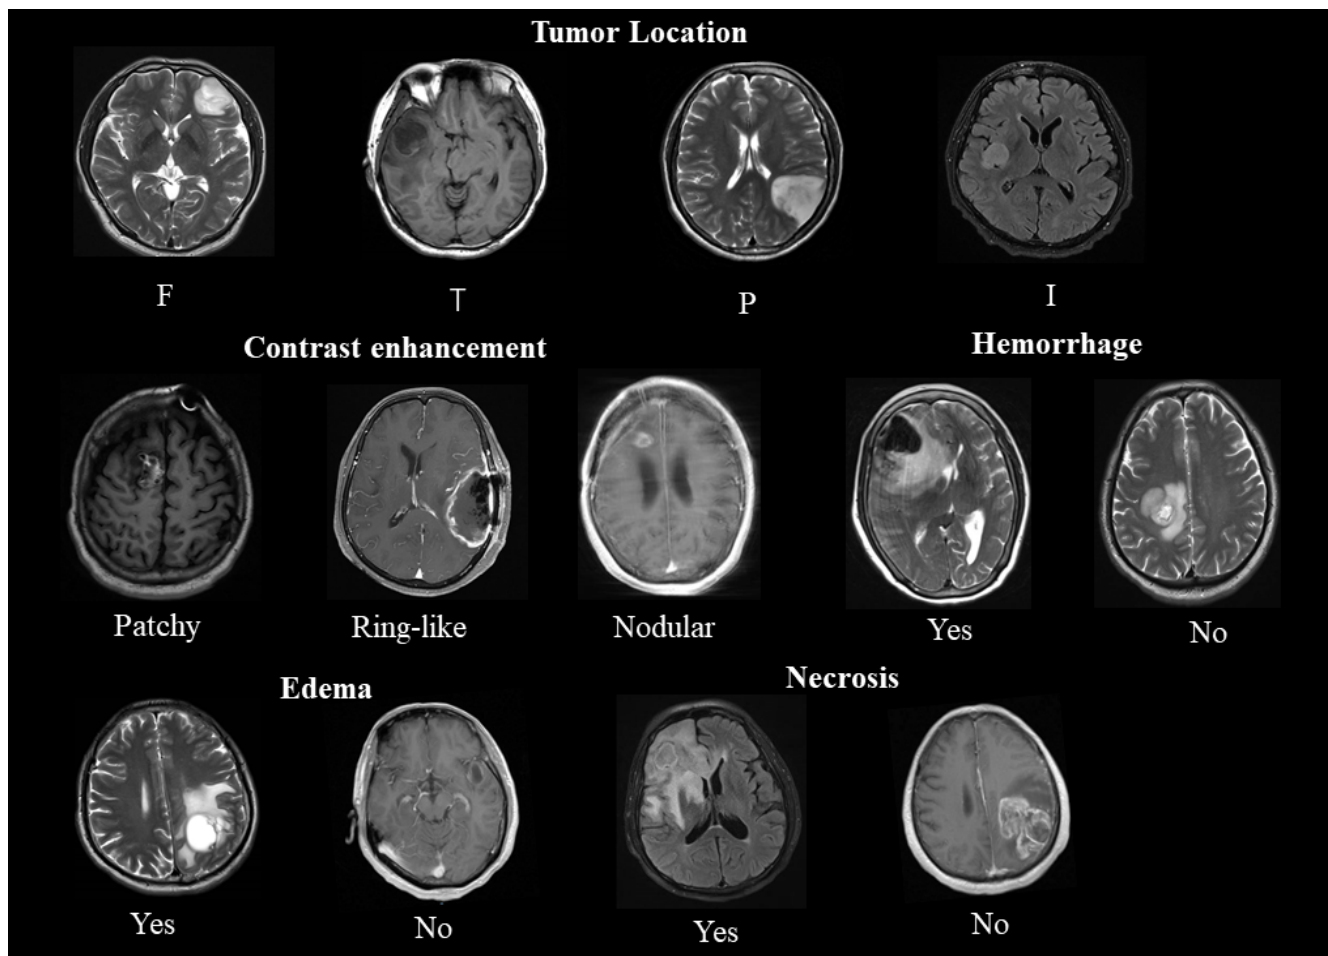 Tumor Location
F
T
P
I
Contrast enhancement
Hemorrhage
Patchy
Ring-like
Nodular
Yes
No
Edema
Necrosis
Yes
No
Yes
No